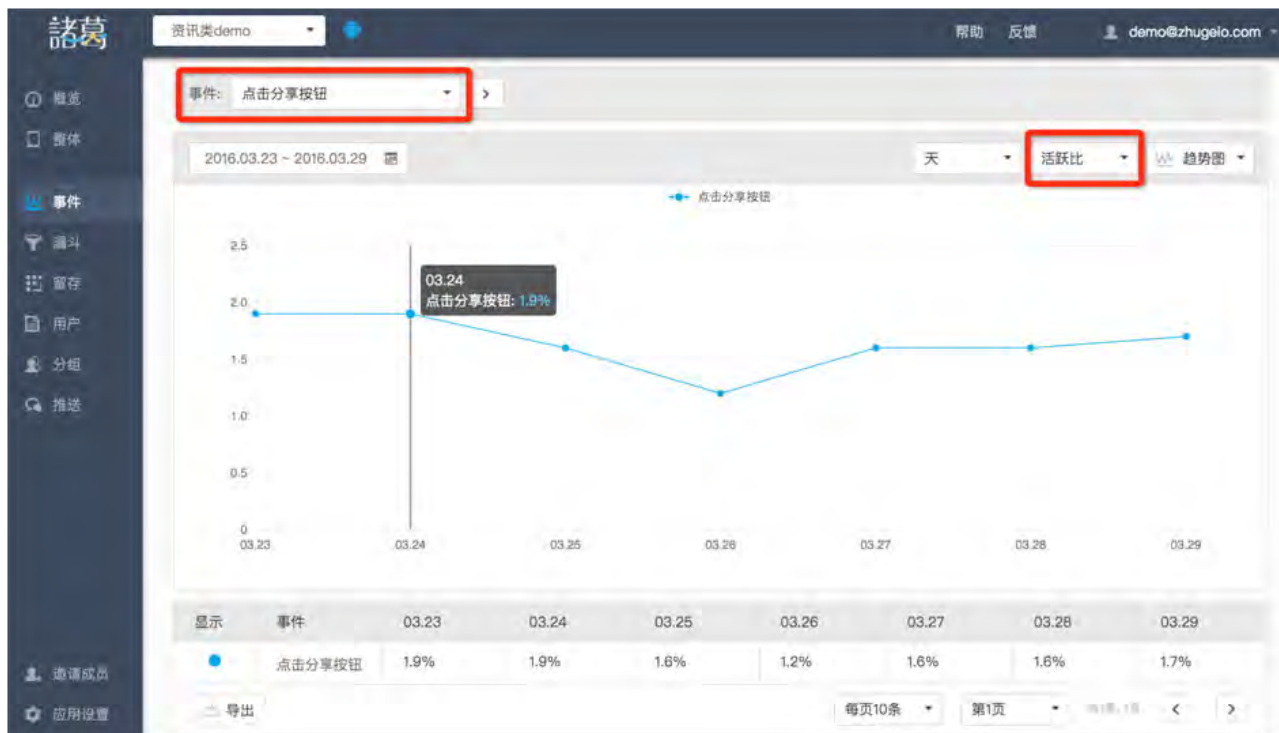 諸葛 资讯类demo 帮助 反馈 demo@zhugeio.com
概览
整体
事件
漏斗
留存
用户
分组
推送
邀请成员
应用设置
事件: 点击分享按钮 >
2016.03.23 ~ 2016.03.29 天 活跃比 趋势图
点击分享按钮
2.5
2.0
1.5
1.0
0.5
0
03.24
点击分享按钮: 1.9%
03.23 03.24 03.25 03.26 03.27 03.28 03.29
显示 事件 03.23 03.24 03.25 03.26 03.27 03.28 03.29
点击分享按钮 1.9% 1.9% 1.6% 1.2% 1.6% 1.6% 1.7%
导出 每页10条 第1页 < >